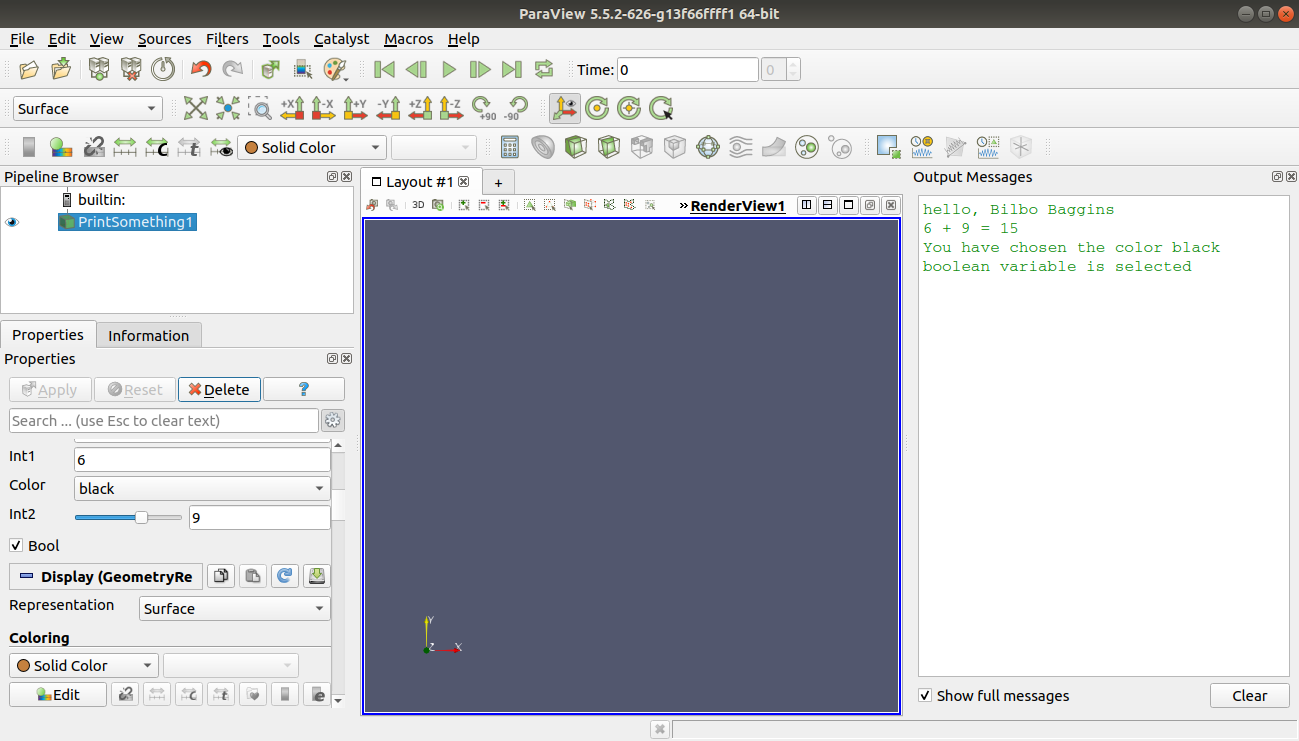 ParaView 5.5.2-626-g13f66ffff1 64-bit
File Edit View Sources Filters Tools Catalyst Macros Help
Time: 0 0
Surface +X -X +Y -Y +Z -Z +90 -90
Solid Color
Pipeline Browser
builtin:
PrintSomething1
Properties Information
Properties
Apply Reset Delete ?
Search ... (use Esc to clear text)
Int1 6
Color black
Int2 9
Bool
Display (GeometryRe
Representation Surface
Coloring
Solid Color
Edit
Layout #1 +
3D » RenderView1
Y
Z X
Output Messages
hello, Bilbo Baggins
6 + 9 = 15
You have chosen the color black
boolean variable is selected
Show full messages Clear